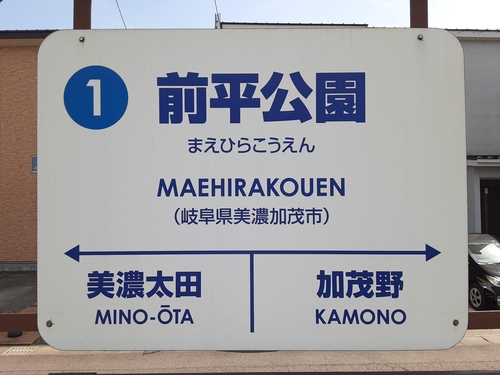 1 前平公園
まえひらこうえん
MAEHIRAKOUEN
（岐阜県美濃加茂市）
美濃太田 加茂野
MINO-ŌTA KAMONO